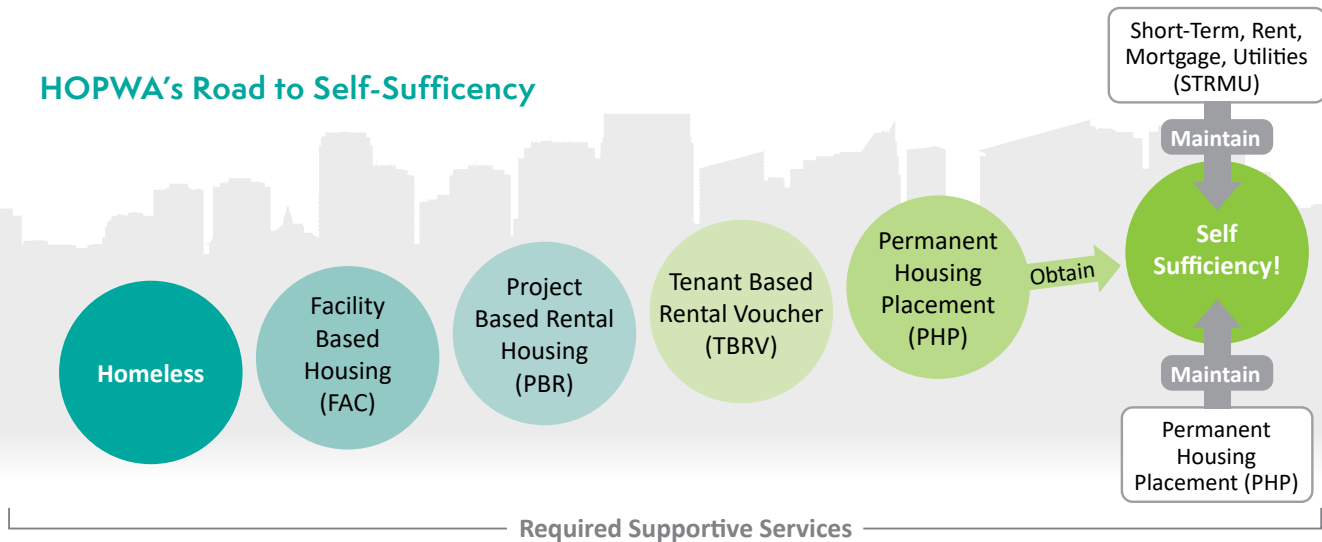 HOPWA's Road to Self-Sufficency
Homeless
Facility
Based
Housing
(FAC)
Project
Based Rental
Housing
(PBR)
Tenant Based
Rental Voucher
(TBRV)
Permanent
Housing
Placement
(PHP)
Obtain
Short-Term, Rent,
Mortgage, Utilities
(STRMU)
Maintain
Self
Sufficiency!
Maintain
Permanent
Housing
Placement (PHP)
Required Supportive Services